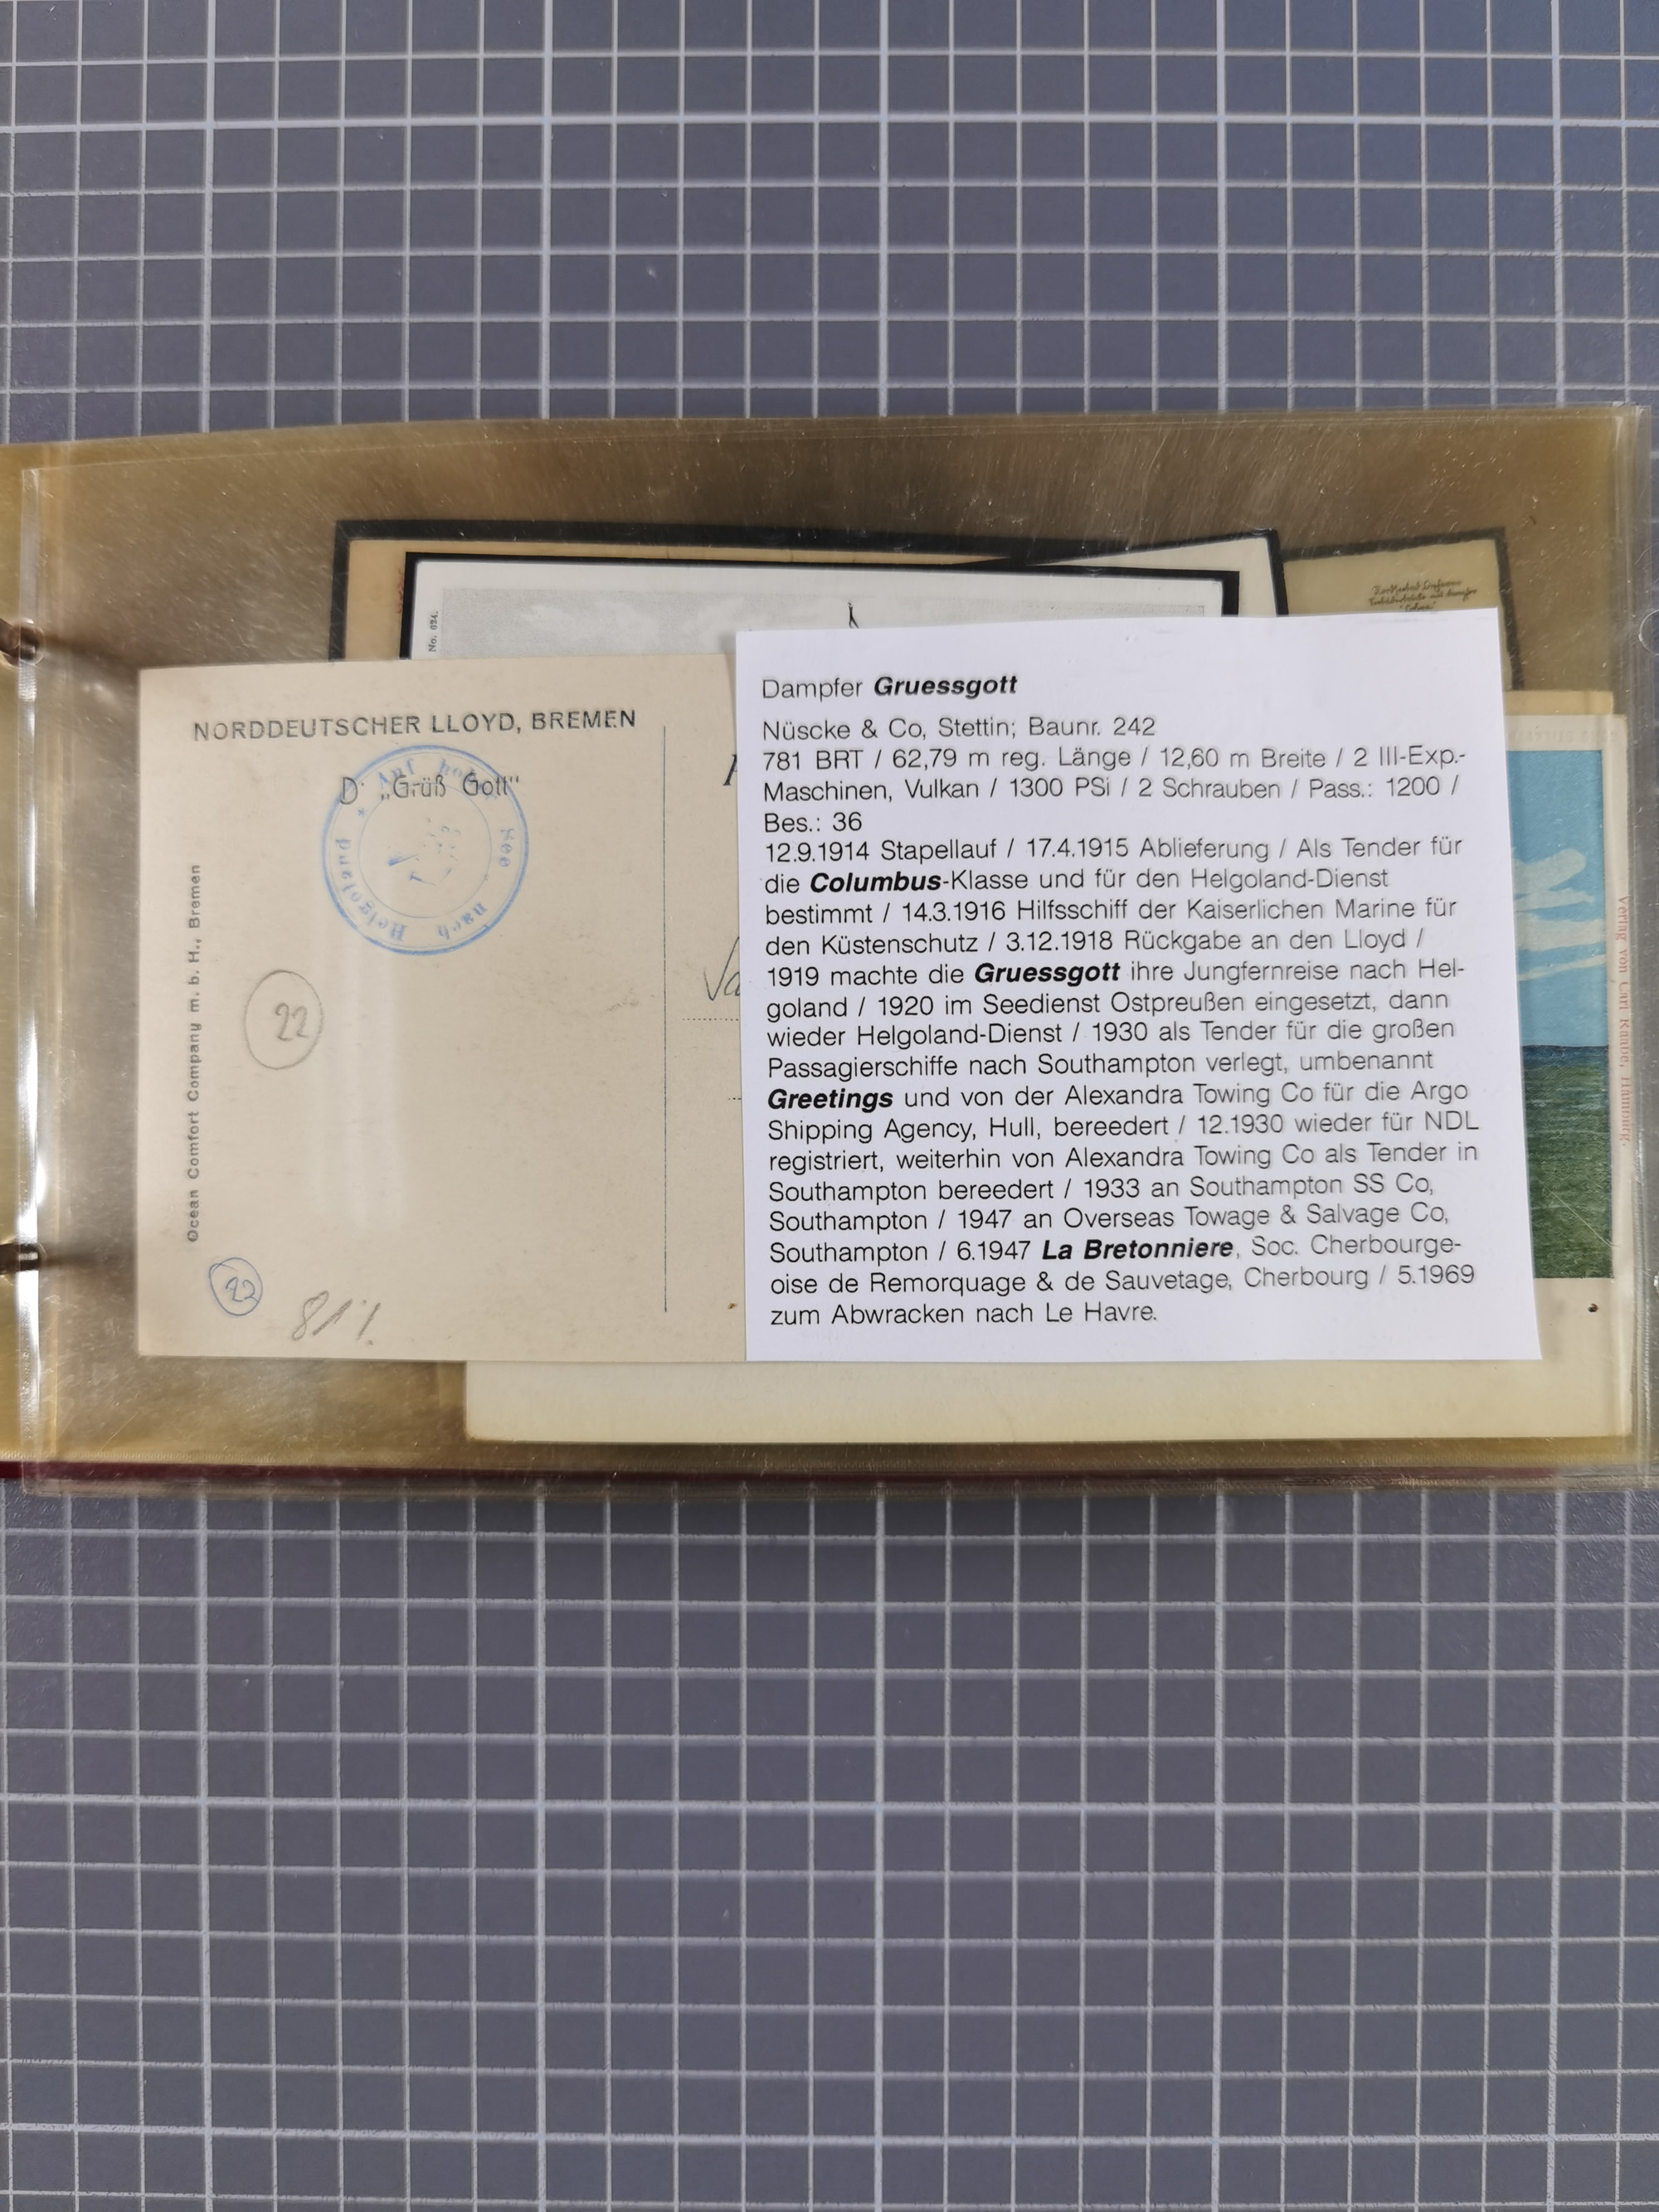 No. 634.
NORDDEUTSCHER LLOYD, BREMEN
D. „Grüß Gott“
Auf hoher See nach Helgoland
Ocean Comfort Company m. b. H., Bremen
22
22
Dampfer Gruessgott
Nüscke & Co, Stettin; Baunr. 242
781 BRT / 62,79 m reg. Länge / 12,60 m Breite / 2 III-Exp.-
Maschinen, Vulkan / 1300 PSi / 2 Schrauben / Pass.: 1200 /
Bes.: 36
12.9.1914 Stapellauf / 17.4.1915 Ablieferung / Als Tender für
die Columbus-Klasse und für den Helgoland-Dienst
bestimmt / 14.3.1916 Hilfsschiff der Kaiserlichen Marine für
den Küstenschutz / 3.12.1918 Rückgabe an den Lloyd /
1919 machte die Gruessgott ihre Jungfernreise nach Hel-
goland / 1920 im Seedienst Ostpreußen eingesetzt, dann
wieder Helgoland-Dienst / 1930 als Tender für die großen
Passagierschiffe nach Southampton verlegt, umbenannt
Greetings und von der Alexandra Towing Co für die Argo
Shipping Agency, Hull, bereedert / 12.1930 wieder für NDL
registriert, weiterhin von Alexandra Towing Co als Tender in
Southampton bereedert / 1933 an Southampton SS Co,
Southampton / 1947 an Overseas Towage & Salvage Co,
Southampton / 6.1947 La Bretonniere, Soc. Cherbourge-
oise de Remorquage & de Sauvetage, Cherbourg / 5.1969
zum Abwracken nach Le Havre.
Verlag von Carl Rabe, Hamburg.